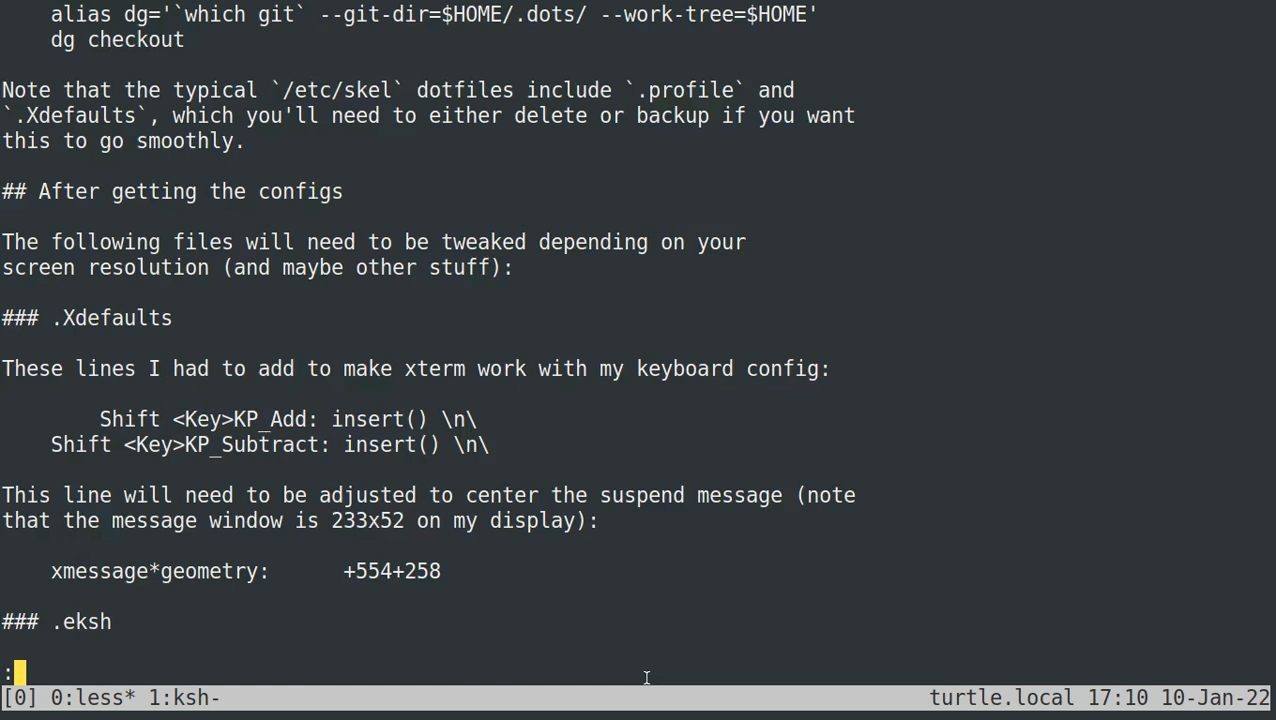 alias dg='`which git` --git-dir=$HOME/.dots/ --work-tree=$HOME'
    dg checkout
Note that the typical `/etc/skel` dotfiles include `.profile` and
`.Xdefaults`, which you'll need to either delete or backup if you want
this to go smoothly.
## After getting the configs
The following files will need to be tweaked depending on your
screen resolution (and maybe other stuff):
### .Xdefaults
These lines I had to add to make xterm work with my keyboard config:
        Shift <Key>KP_Add: insert() \n\
    Shift <Key>KP_Subtract: insert() \n\
This line will need to be adjusted to center the suspend message (note
that the message window is 233x52 on my display):
    xmessage*geometry:      +554+258
### .eksh
:
[0] 0:less* 1:ksh- turtle.local 17:10 10-Jan-22